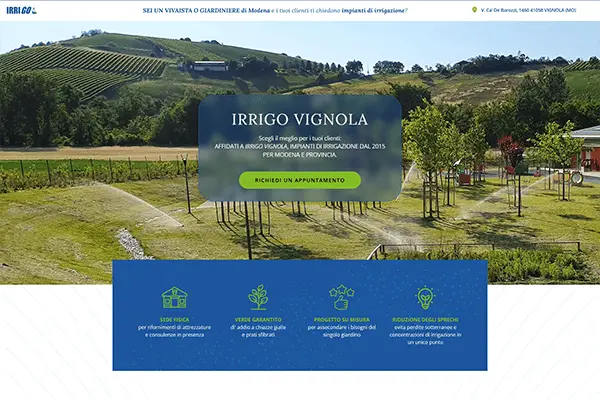 IRRIGO
SEI UN VIVAISTA O GIARDINIERE di Modena e i tuoi clienti ti chiedono impianti di irrigazione?
V. Ca' De Barozzi, 1460 41058 VIGNOLA (MO)
IRRIGO VIGNOLA
Scegli il meglio per i tuoi clienti:
AFFIDATI A IRRIGO VIGNOLA, IMPIANTI DI IRRIGAZIONE DAL 2015
PER MODENA E PROVINCIA.
RICHIEDI UN APPUNTAMENTO
SEDE FISICA
per rifornimenti di attrezzature
e consulenze in presenza
VERDE GARANTITO
di' addio a chiazze gialle
e prati sfibrati
PROGETTO SU MISURA
per assecondare i bisogni del
singolo giardino
RIDUZIONE DEGLI SPRECHI
evita perdite sotterranee e
concentrazioni di irrigazione in
un unico punto